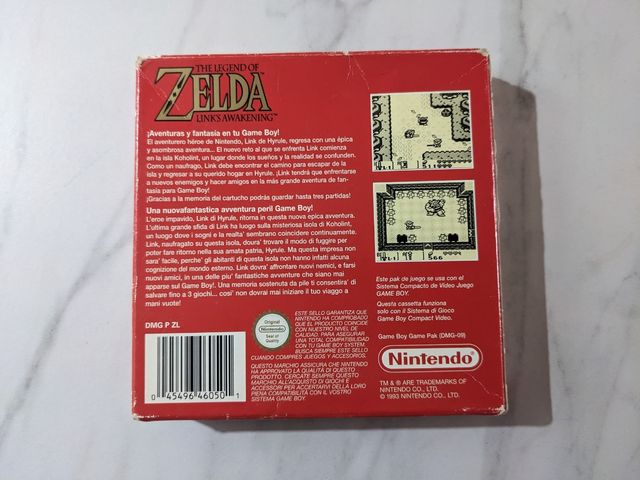 THE LEGEND OF
ZELDA™
LINK'S AWAKENING™
¡Aventuras y fantasía en tu Game Boy!
El aventurero héroe de Nintendo, Link de Hyrule, regresa con una épica
y asombrosa aventura... El nuevo reto al que se enfrenta Link comienza
en la isla Koholint, un lugar donde los sueños y la realidad se confunden.
Como un naufrago, Link debe encontrar el camino para escapar de la
isla y regresar a su querido hogar en Hyrule. ¡Link tendrá que enfrentarse
a nuevos enemigos y hacer amigos en la más grande aventura de fan-
tasía para Game Boy!
¡Gracias a la memoria del cartucho podrás guardar hasta tres partidas!
Una nuovafantastica avventura peril Game Boy!
L'eroe impavido, Link di Hyrule, ritorna in questa nuova epica avventura.
L'ultima grande sfida di Link ha luogo sulla misteriosa isola di Koholint,
un luogo dove i sogni e la realta' sembrano coincidere continuamente.
Link, naufragato su questa isola, doura' trovare il modo di fuggire per
poter fare ritorno nella sua amata patria, Hyrule. Ma questa impresa non
sara' facile, perche' gli abitanti di questa isola non hanno infatti alcuna
cognizione del mondo esterno. Link dovra' affrontare nuovi nemici, e farsi
nuovi amici, in una delle piu' fantastiche avventure che siano mai
apparse sul Game Boy!. Una memoria sostenuta da pile ti consentira' di
salvare fino a 3 giochi... cosi' non dovrai mai iniziare il tuo viaggio a
mani vuote!
Este pak de juego se usa con el
Sistema Compacto de Video Juego
GAME BOY.
Questa cassetta funziona
solo con il Sistema di Gioco
Game Boy Compact Video.
DMG P ZL
0 45496 46050 1
Original
Nintendo
Seal of
Quality
ESTE SELLO GARANTIZA QUE
NINTENDO HA COMPROBADO
QUE EL PRODUCTO COINCIDE
CON NUESTRO NIVEL DE
CALIDAD. PARA ASEGURAR
UNA TOTAL COMPATIBILIDAD
CON TU GAME BOY SYSTEM,
BUSCA SIEMPRE ESTE SELLO
CUANDO COMPRES JUEGOS Y ACCESORIOS.
QUESTO MARCHIO ASSICURA CHE NINTENDO
HA APPROVATO LA QUALITÀ DI QUESTO
PRODOTTO. CERCATE SEMPRE QUESTO
MARCHIO ALL'ACQUISTO DI GIOCHI E
ACCESSORI PER ACCERTARVI DELLA LORO
PIENA COMPATIBILITÀ CON IL VOSTRO
SISTEMA GAME BOY.
Game Boy Game Pak (DMG-09)
Nintendo®
TM & ® ARE TRADEMARKS OF
NINTENDO CO., LTD.
© 1993 NINTENDO CO., LTD.